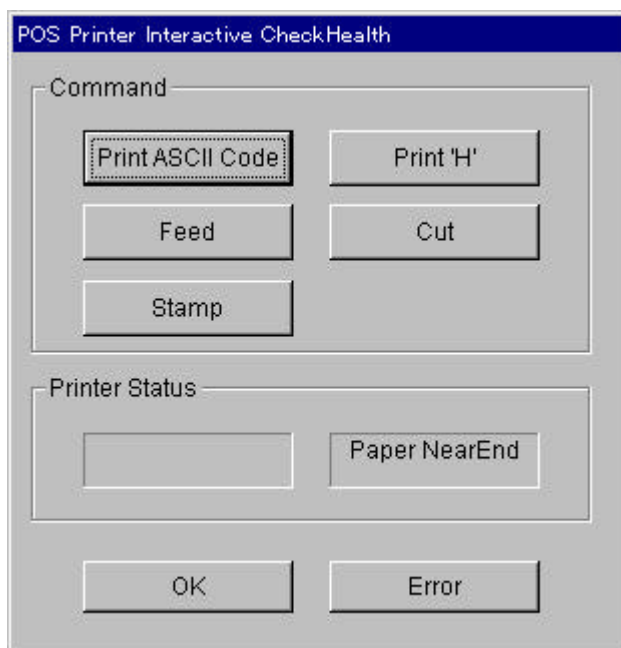 POS Printer Interactive CheckHealth
Command
Print ASCII Code
Print 'H'
Feed
Cut
Stamp
Printer Status
Paper NearEnd
OK
Error